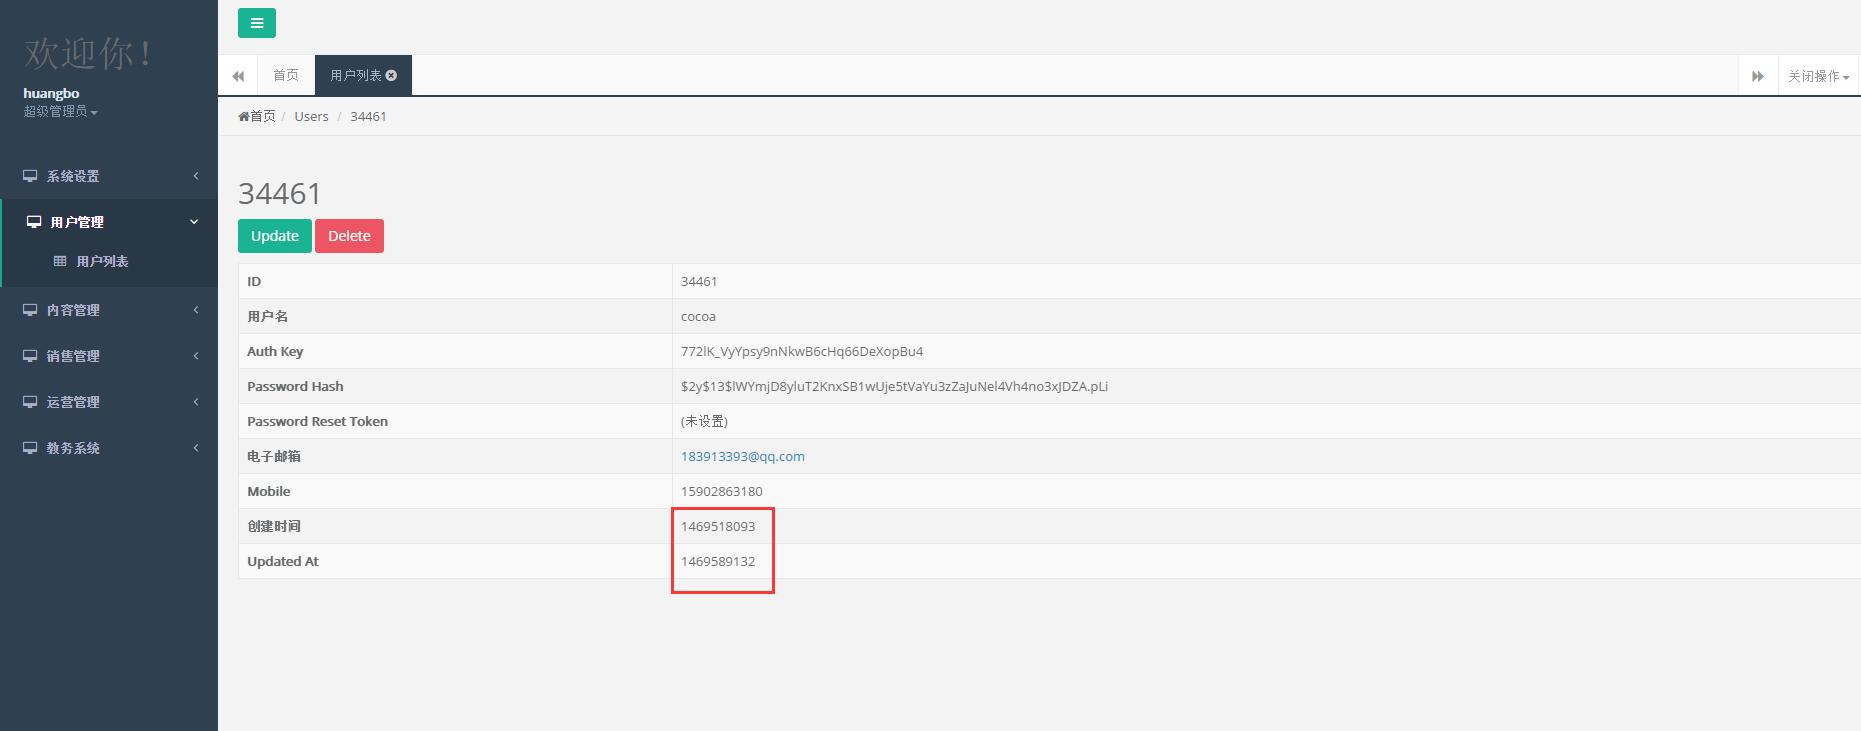 欢迎你！
huangbo
超级管理员
系统设置
用户管理
用户列表
内容管理
销售管理
运营管理
教务系统
首页
用户列表
关闭操作
首页 / Users / 34461
34461
Update Delete
ID 34461
用户名 cocoa
Auth Key 772lK_VyYpsy9nNkwB6cHq66DeXopBu4
Password Hash $2y$13$lWYmjD8yluT2KnxSB1wUje5tVaYu3zZaJuNel4Vh4no3xJDZA.pLi
Password Reset Token (未设置)
电子邮箱 183913393@qq.com
Mobile 15902863180
创建时间 1469518093
Updated At 1469589132